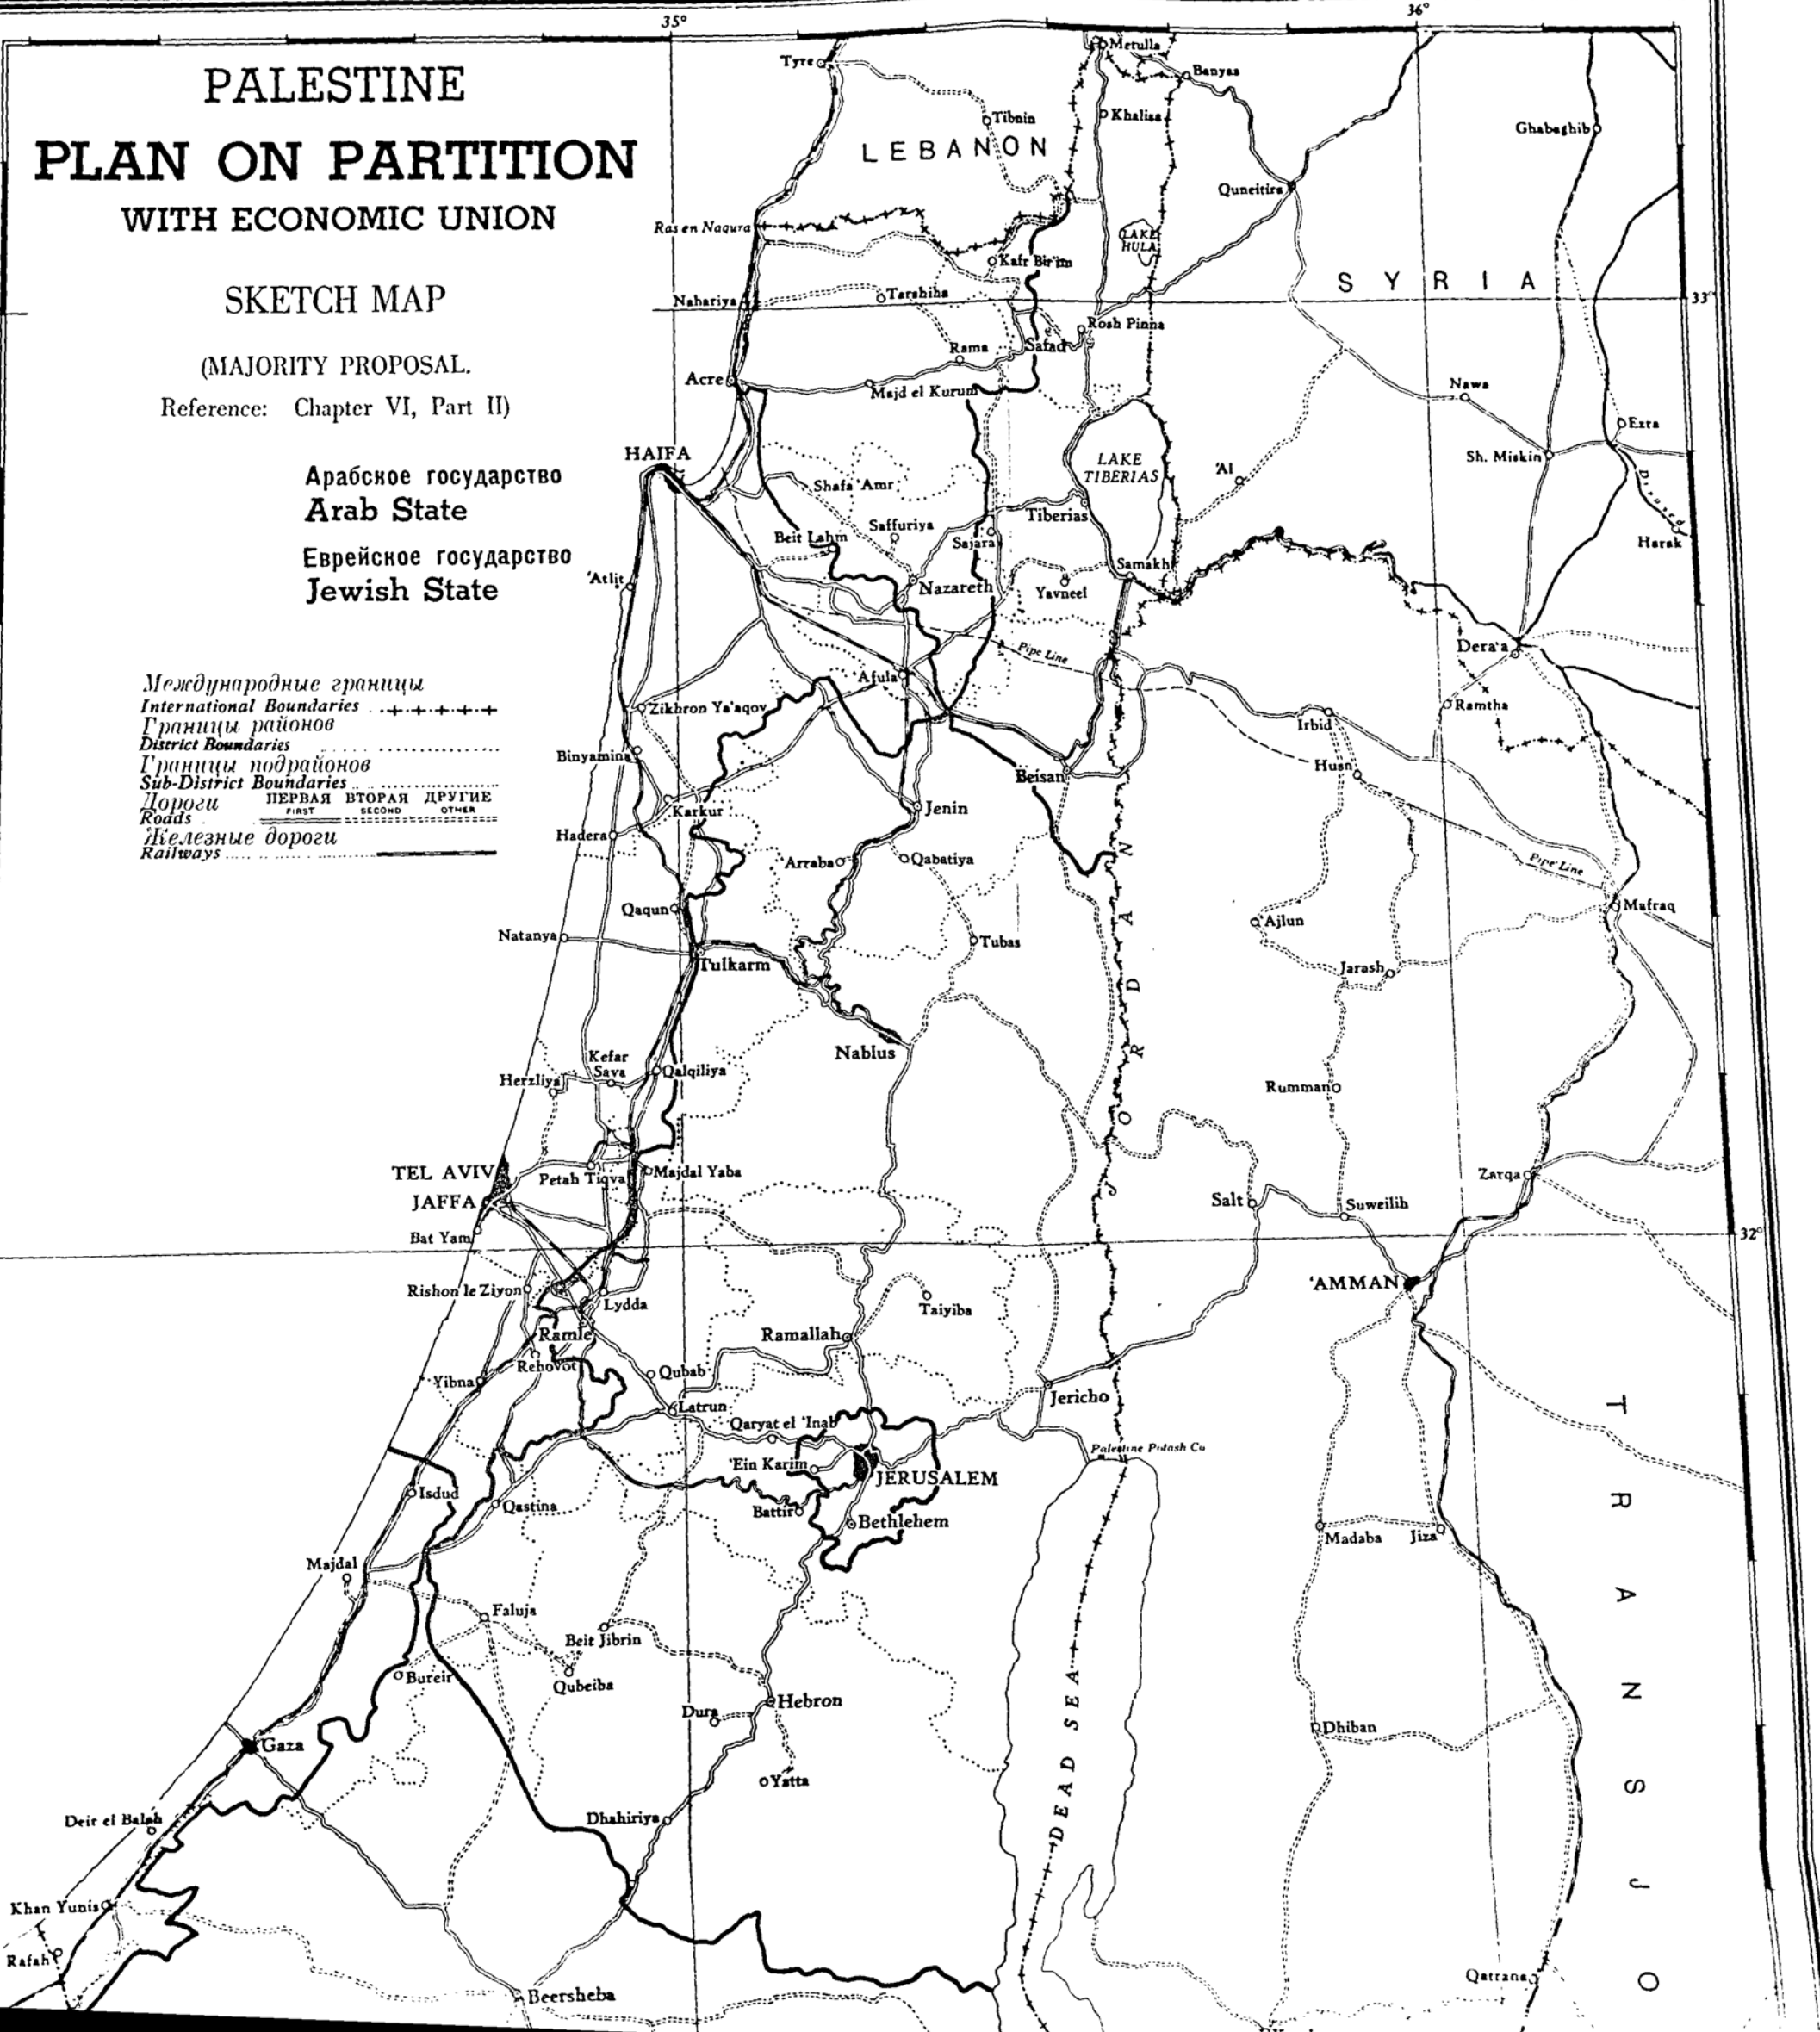 35°
36°
PALESTINE
PLAN ON PARTITION
WITH ECONOMIC UNION
SKETCH MAP
(MAJORITY PROPOSAL.
Reference: Chapter VI, Part II)
Арабское государство
Arab State
Еврейское государство
Jewish State
Международные границы
International Boundaries
Границы районов
District Boundaries
Границы подрайонов
Sub-District Boundaries
Дороги ПЕРВАЯ ВТОРАЯ ДРУГИЕ
Roads FIRST SECOND OTHER
Железные дороги
Railways
Tyre
Metulla
Banyas
Tibnin
Khalisa
Ghabaghib
LEBANON
Quneitira
Ras en Naqura
LAKE
HULA
Kafr Bir'im
SYRIA
Nahariya
Tarshiha
33°
Rosh Pinna
Rama
Safad
Acre
Majd el Kurum
Nawa
Ezra
HAIFA
LAKE
TIBERIAS
'Al
Sh. Miskin
Shafa 'Amr
Tiberias
Saffuriya
Beit Lahm
Sajara
Harak
'Atlit
Nazareth
Yavneel
Samakh
Pipe Line
Dera'a
'Afula
Zikhron Ya'aqov
Ramtha
Irbid
Binyamina
Beisan
Husn
Karkur
Jenin
Hadera
Arraba
Qabatiya
Pipe Line
Qaqun
'Ajlun
Mafraq
Natanya
Tubas
Tulkarm
Jarash
JORDAN
Nablus
Kefar
Sava
Herzliya
Qalqiliya
Rumman
TEL AVIV
Petah Tiqva
Majdal Yaba
Zarqa
JAFFA
Salt
Suweilih
Bat Yam
32°
Rishon le Ziyon
'AMMAN
Lydda
Taiyiba
Ramle
Ramallah
Rehovot
Qubab
Yibna
Jericho
Latrun
Qaryat el 'Inab
TRANSJO
Palestine Potash Co
'Ein Karim
JERUSALEM
Isdud
Qastina
Battir
Bethlehem
Madaba
Jiza
Majdal
Faluja
Beit Jibrin
Bureir
Qubeiba
Hebron
Dura
Dhiban
Gaza
Yatta
DEAD SEA
Deir el Balah
Dhahiriya
Khan Yunis
Rafah
Qatrana
Beersheba